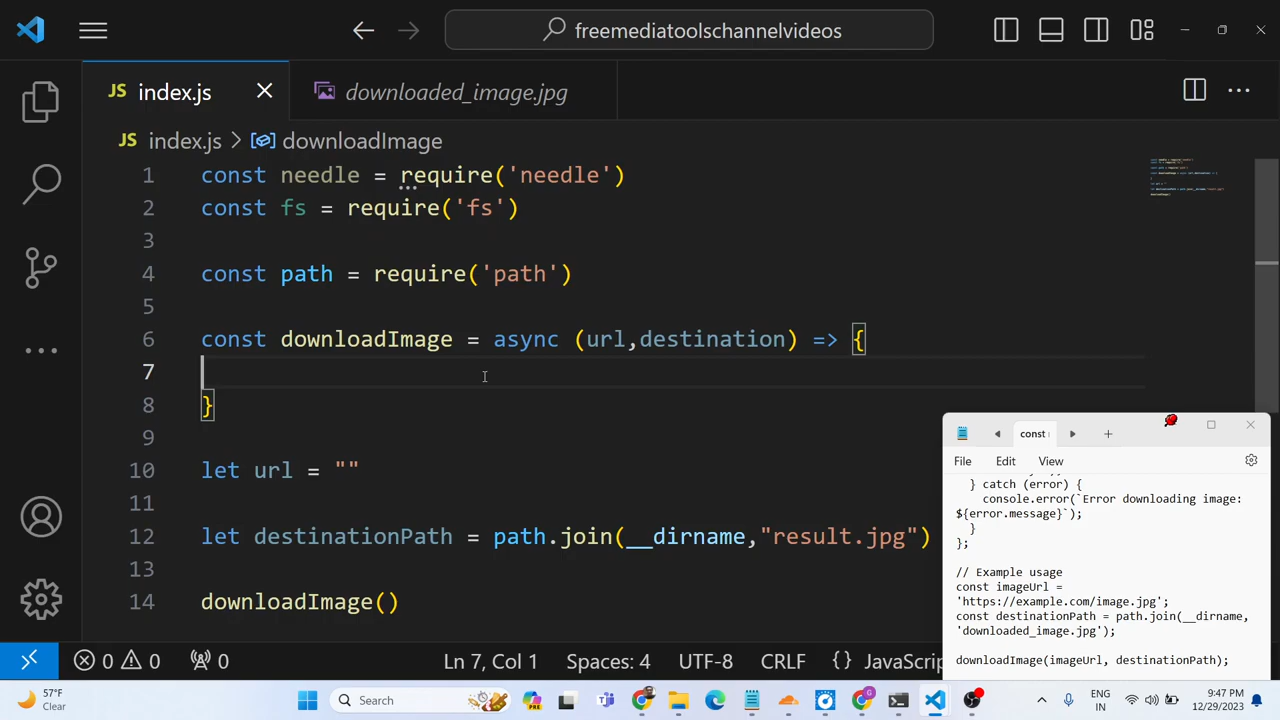 freemediatoolschannelvideos
JS index.js
downloaded_image.jpg
JS index.js > downloadImage
1 const needle = require('needle')
2 const fs = require('fs')
3
4 const path = require('path')
5
6 const downloadImage = async (url,destination) => {
7
8 }
9
10 let url = ""
11
12 let destinationPath = path.join(__dirname,"result.jpg")
13
14 downloadImage()
const
File Edit View
} catch (error) {
console.error(`Error downloading image:
${error.message}`);
}
};
// Example usage
const imageUrl =
'https://example.com/image.jpg';
const destinationPath = path.join(__dirname,
'downloaded_image.jpg');
downloadImage(imageUrl, destinationPath);
0 0 0 Ln 7, Col 1 Spaces: 4 UTF-8 CRLF {} JavaScrip
57°F
Clear
Search
ENG
IN
9:47 PM
12/29/2023